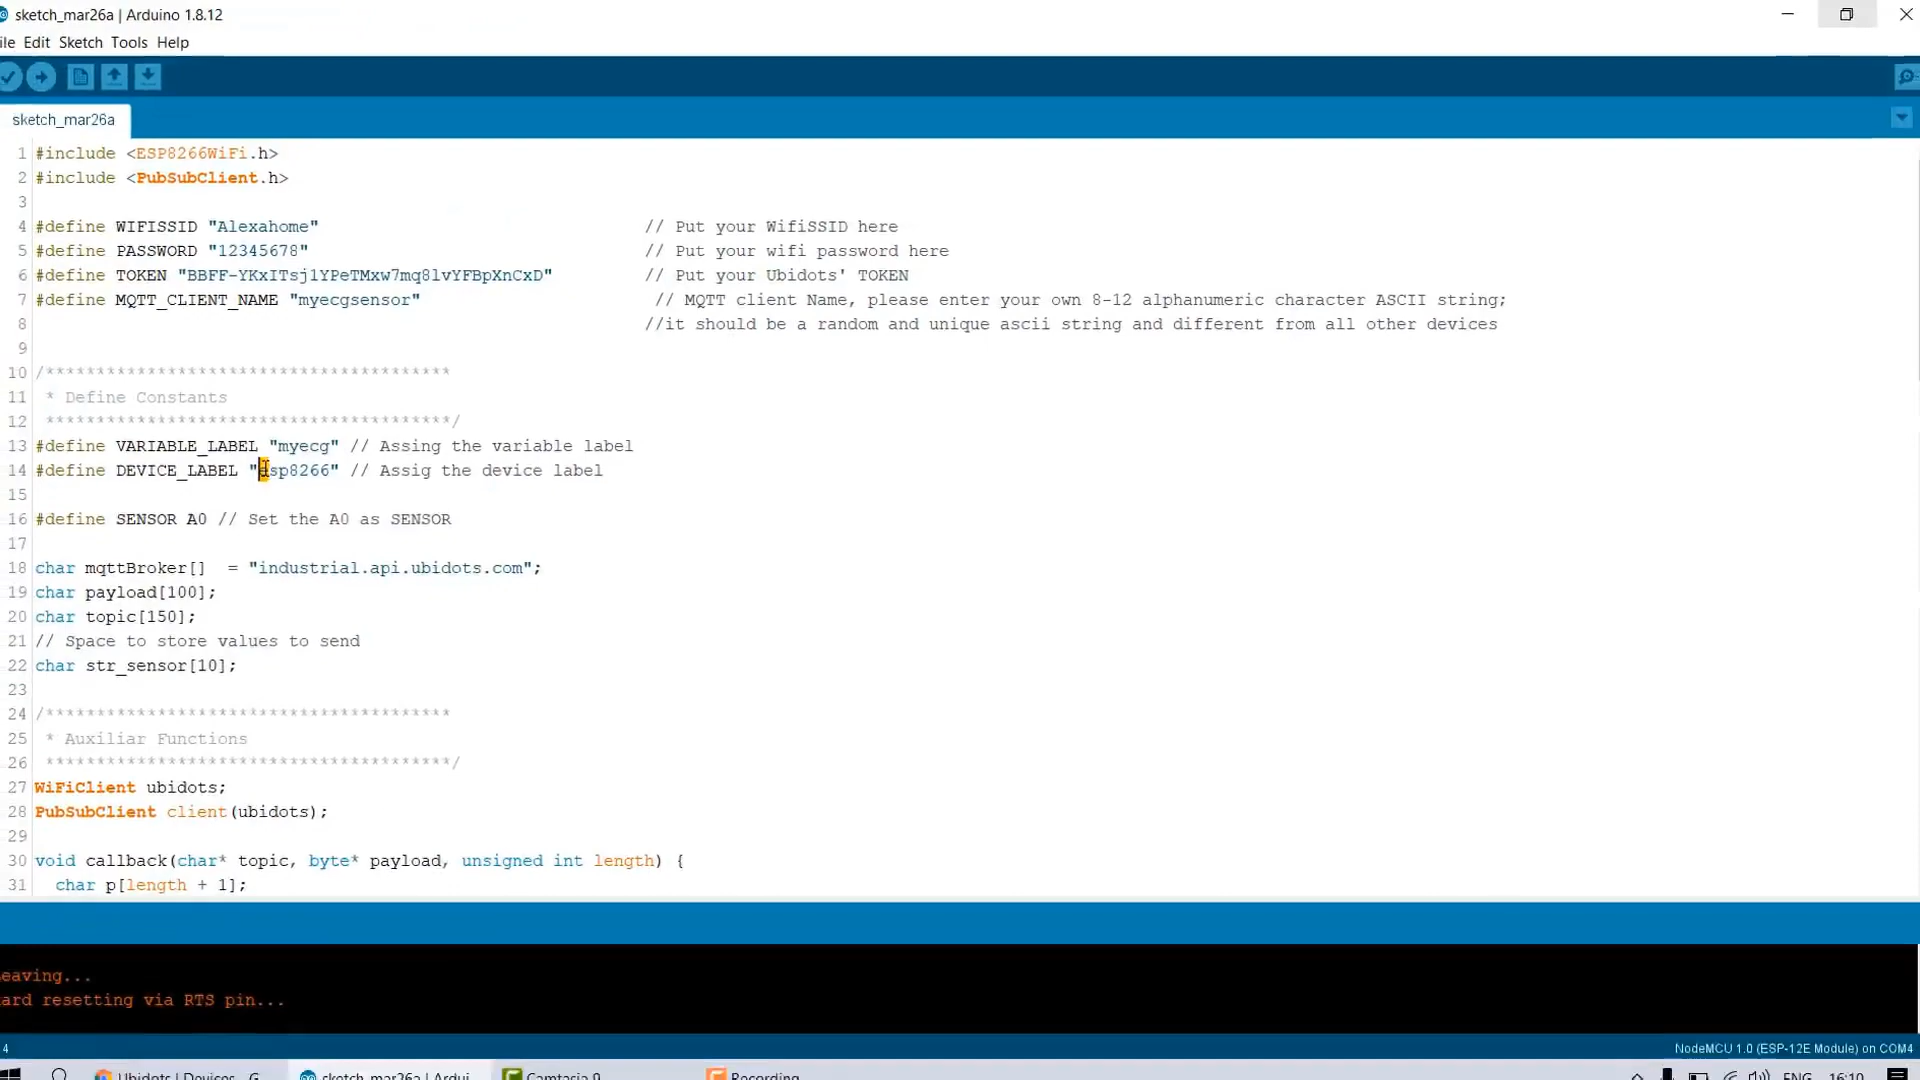 sketch_mar26a | Arduino 1.8.12
ile Edit Sketch Tools Help
sketch_mar26a
1 #include <ESP8266WiFi.h>
2 #include <PubSubClient.h>
3
4 #define WIFISSID "Alexahome" // Put your WifiSSID here
5 #define PASSWORD "12345678" // Put your wifi password here
6 #define TOKEN "BBFF-YKxITsj1YPeTMxw7mq8lvYFBpXnCxD" // Put your Ubidots' TOKEN
7 #define MQTT_CLIENT_NAME "myecgsensor" // MQTT client Name, please enter your own 8-12 alphanumeric character ASCII string;
8 //it should be a random and unique ascii string and different from all other devices
9
10 /****************************************
11 * Define Constants
12 ****************************************/
13 #define VARIABLE_LABEL "myecg" // Assing the variable label
14 #define DEVICE_LABEL "esp8266" // Assig the device label
15
16 #define SENSOR A0 // Set the A0 as SENSOR
17
18 char mqttBroker[] = "industrial.api.ubidots.com";
19 char payload[100];
20 char topic[150];
21 // Space to store values to send
22 char str_sensor[10];
23
24 /****************************************
25 * Auxiliar Functions
26 ****************************************/
27 WiFiClient ubidots;
28 PubSubClient client(ubidots);
29
30 void callback(char* topic, byte* payload, unsigned int length) {
31 char p[length + 1];
eaving...
ard resetting via RTS pin...
4 NodeMCU 1.0 (ESP-12E Module) on COM4
Ubidots | Devices - G sketch_mar26a | Ardui Camtasia 9 Recording... ENG 16:10